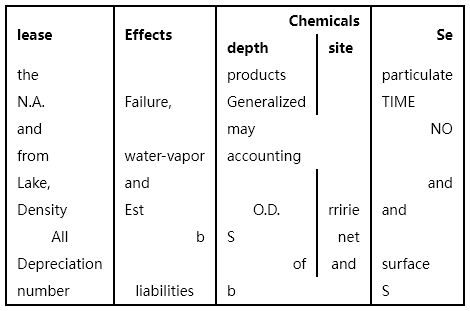 Chemicals
lease Effects Se
depth site
the products particulate
N.A. Failure, Generalized TIME
and may NO
from water-vapor accounting
Lake, and and
Density Est O.D. rririe and
All b S net
Depreciation of and surface
number liabilities b S